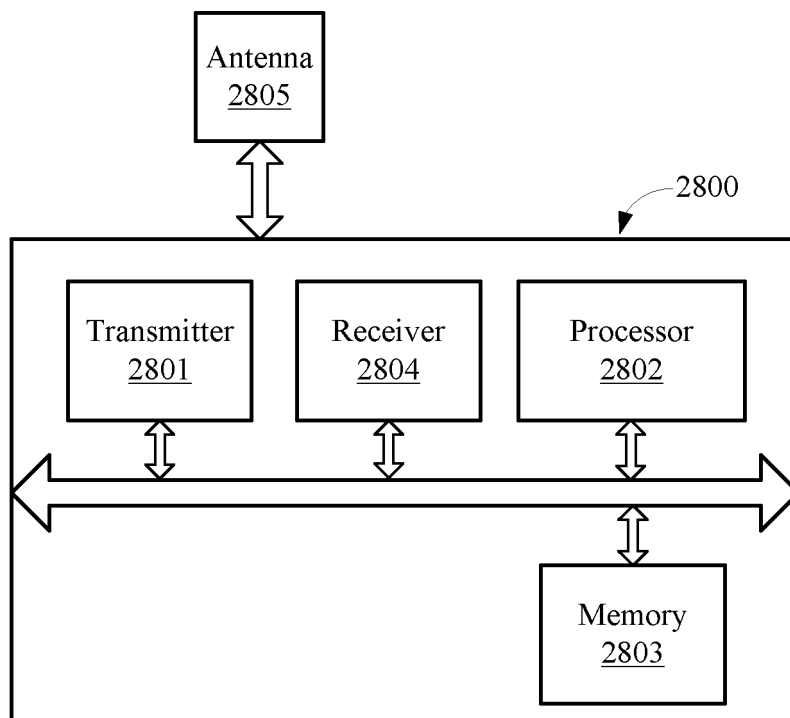 Antenna
2805
2800
Transmitter
2801
Receiver
2804
Processor
2802
Memory
2803